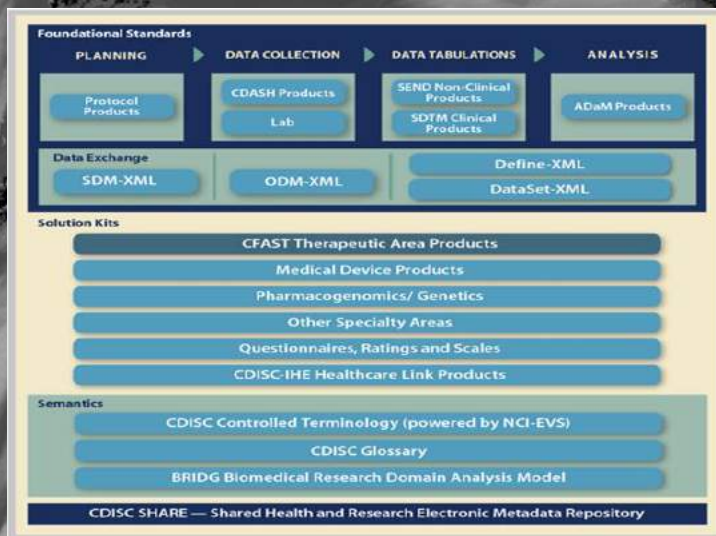 Foundational Standards
PLANNING
DATA COLLECTION
DATA TABULATIONS
ANALYSIS
Protocol
Products
CDASH Products
Lab
SEND Non-Clinical
Products
SDTM Clinical
Products
ADaM Products
Data Exchange
SDM-XML
ODM-XML
Define-XML
DataSet-XML
Solution Kits
CFAST Therapeutic Area Products
Medical Device Products
Pharmacogenomics/ Genetics
Other Specialty Areas
Questionnaires, Ratings and Scales
CDISC-IHE Healthcare Link Products
Semantics
CDISC Controlled Terminology (powered by NCI-EVS)
CDISC Glossary
BRIDG Biomedical Research Domain Analysis Model
CDISC SHARE — Shared Health and Research Electronic Metadata Repository